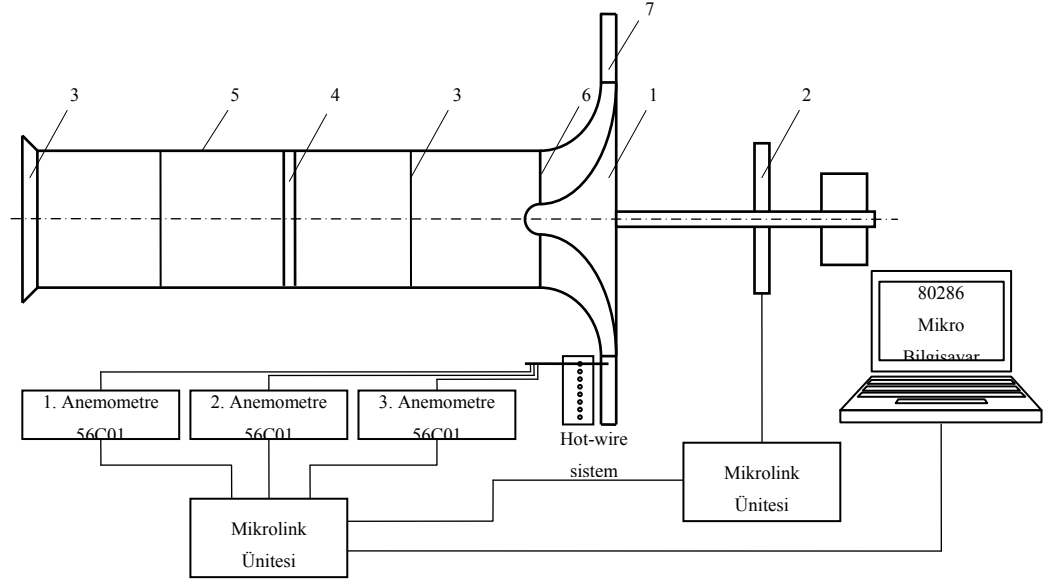 7
3
5
4
3
6
1
2
80286
Mikro
Bilgisayar
1. Anemometre
56C01
2. Anemometre
56C01
3. Anemometre
56C01
Hot-wire
sistem
Mikrolink
Ünitesi
Mikrolink
Ünitesi